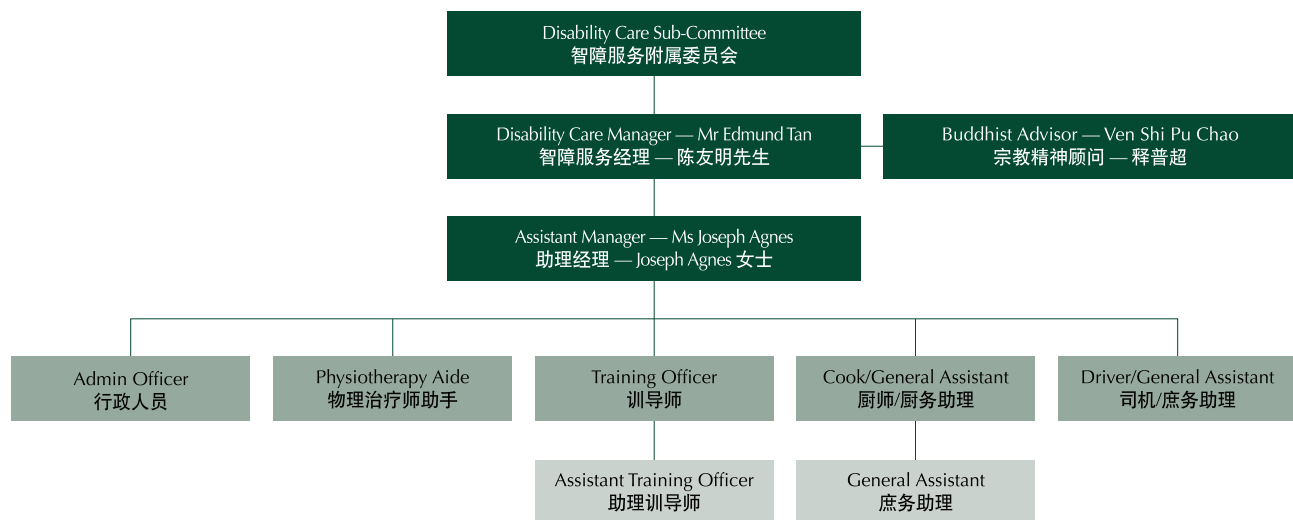 Disability Care Sub-Committee
智障服务附属委员会
Disability Care Manager — Mr Edmund Tan
智障服务经理 — 陈友明先生
Buddhist Advisor — Ven Shi Pu Chao
宗教精神顾问 — 释普超
Assistant Manager — Ms Joseph Agnes
助理经理 — Joseph Agnes 女士
Admin Officer
行政人员
Physiotherapy Aide
物理治疗师助手
Training Officer
训导师
Cook/General Assistant
厨师/厨务助理
Driver/General Assistant
司机/庶务助理
Assistant Training Officer
助理训导师
General Assistant
庶务助理